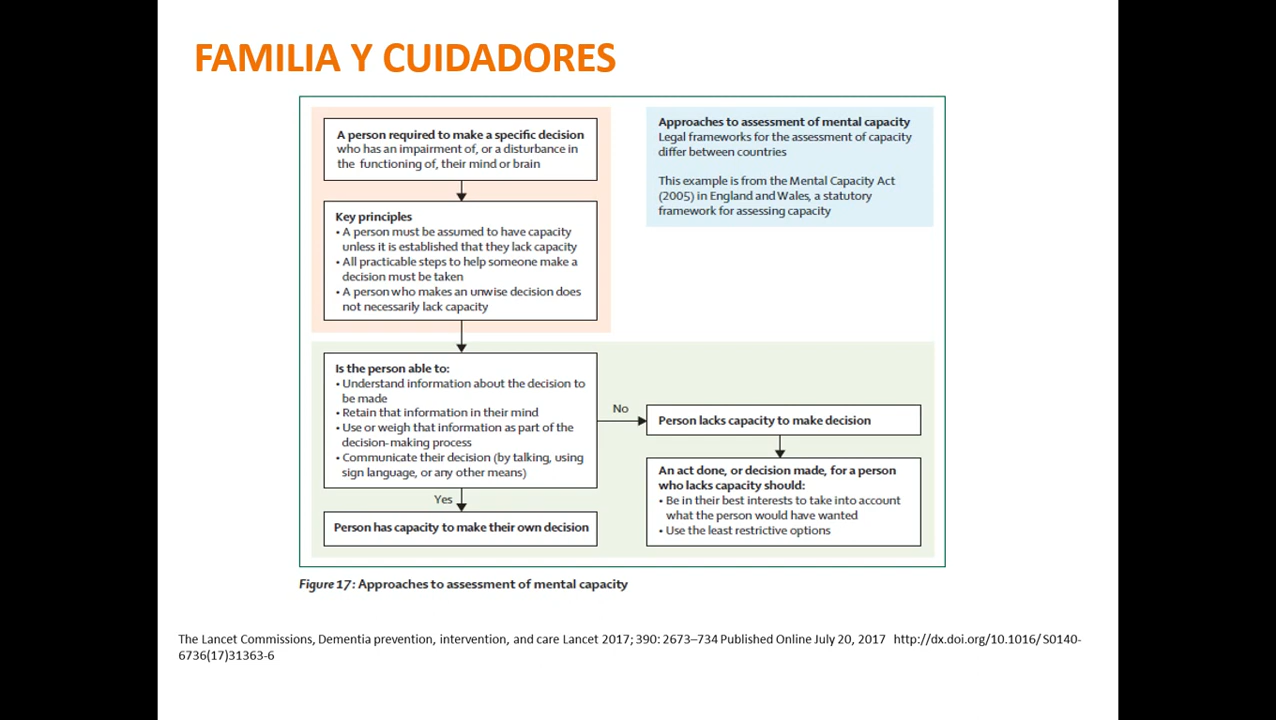 FAMILIA Y CUIDADORES
A person required to make a specific decision
who has an impairment of, or a disturbance in
the functioning of, their mind or brain
Approaches to assessment of mental capacity
Legal frameworks for the assessment of capacity
differ between countries
This example is from the Mental Capacity Act
(2005) in England and Wales, a statutory
framework for assessing capacity
Key principles
• A person must be assumed to have capacity
unless it is established that they lack capacity
• All practicable steps to help someone make a
decision must be taken
• A person who makes an unwise decision does
not necessarily lack capacity
Is the person able to:
• Understand information about the decision to
be made
• Retain that information in their mind
• Use or weigh that information as part of the
decision-making process
• Communicate their decision (by talking, using
sign language, or any other means)
No
Person lacks capacity to make decision
An act done, or decision made, for a person
who lacks capacity should:
• Be in their best interests to take into account
what the person would have wanted
• Use the least restrictive options
Yes
Person has capacity to make their own decision
Figure 17: Approaches to assessment of mental capacity
The Lancet Commissions, Dementia prevention, intervention, and care Lancet 2017; 390: 2673–734 Published Online July 20, 2017 http://dx.doi.org/10.1016/S0140-
6736(17)31363-6